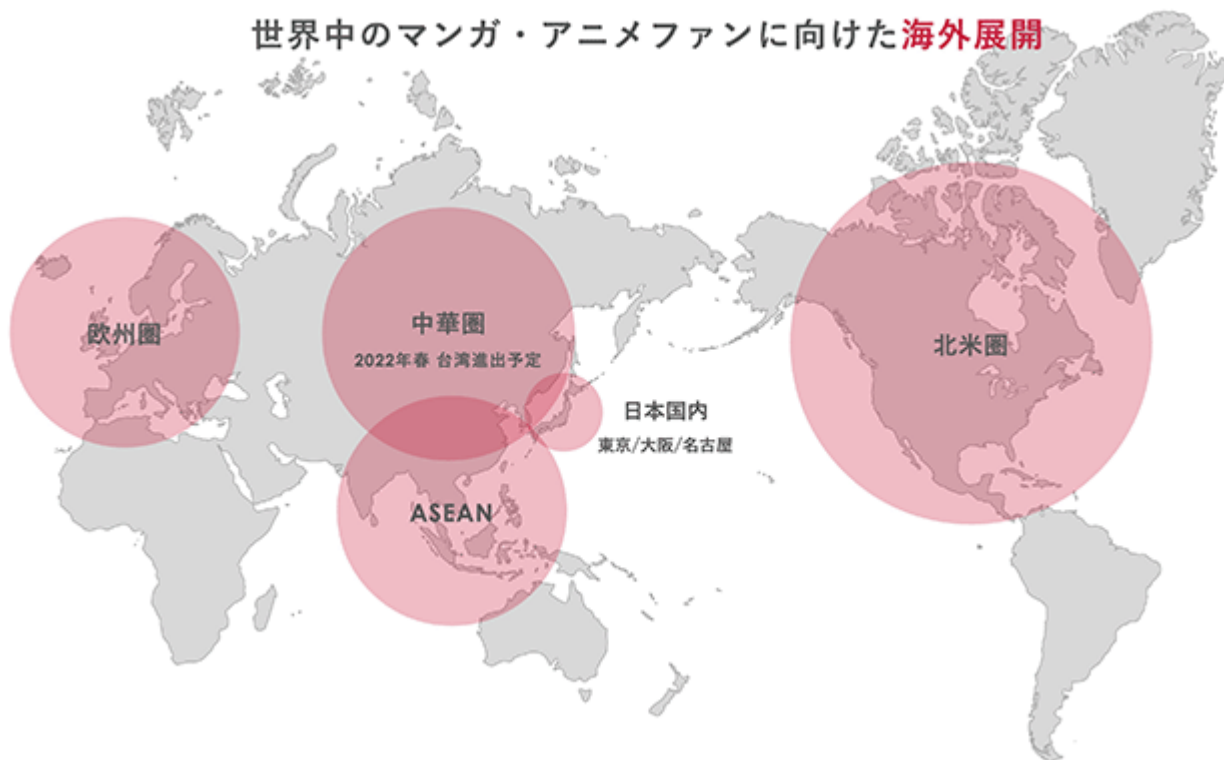 世界中のマンガ・アニメファンに向けた海外展開
欧州圏
中華圏
2022年春 台湾進出予定
北米圏
日本国内
東京/大阪/名古屋
ASEAN